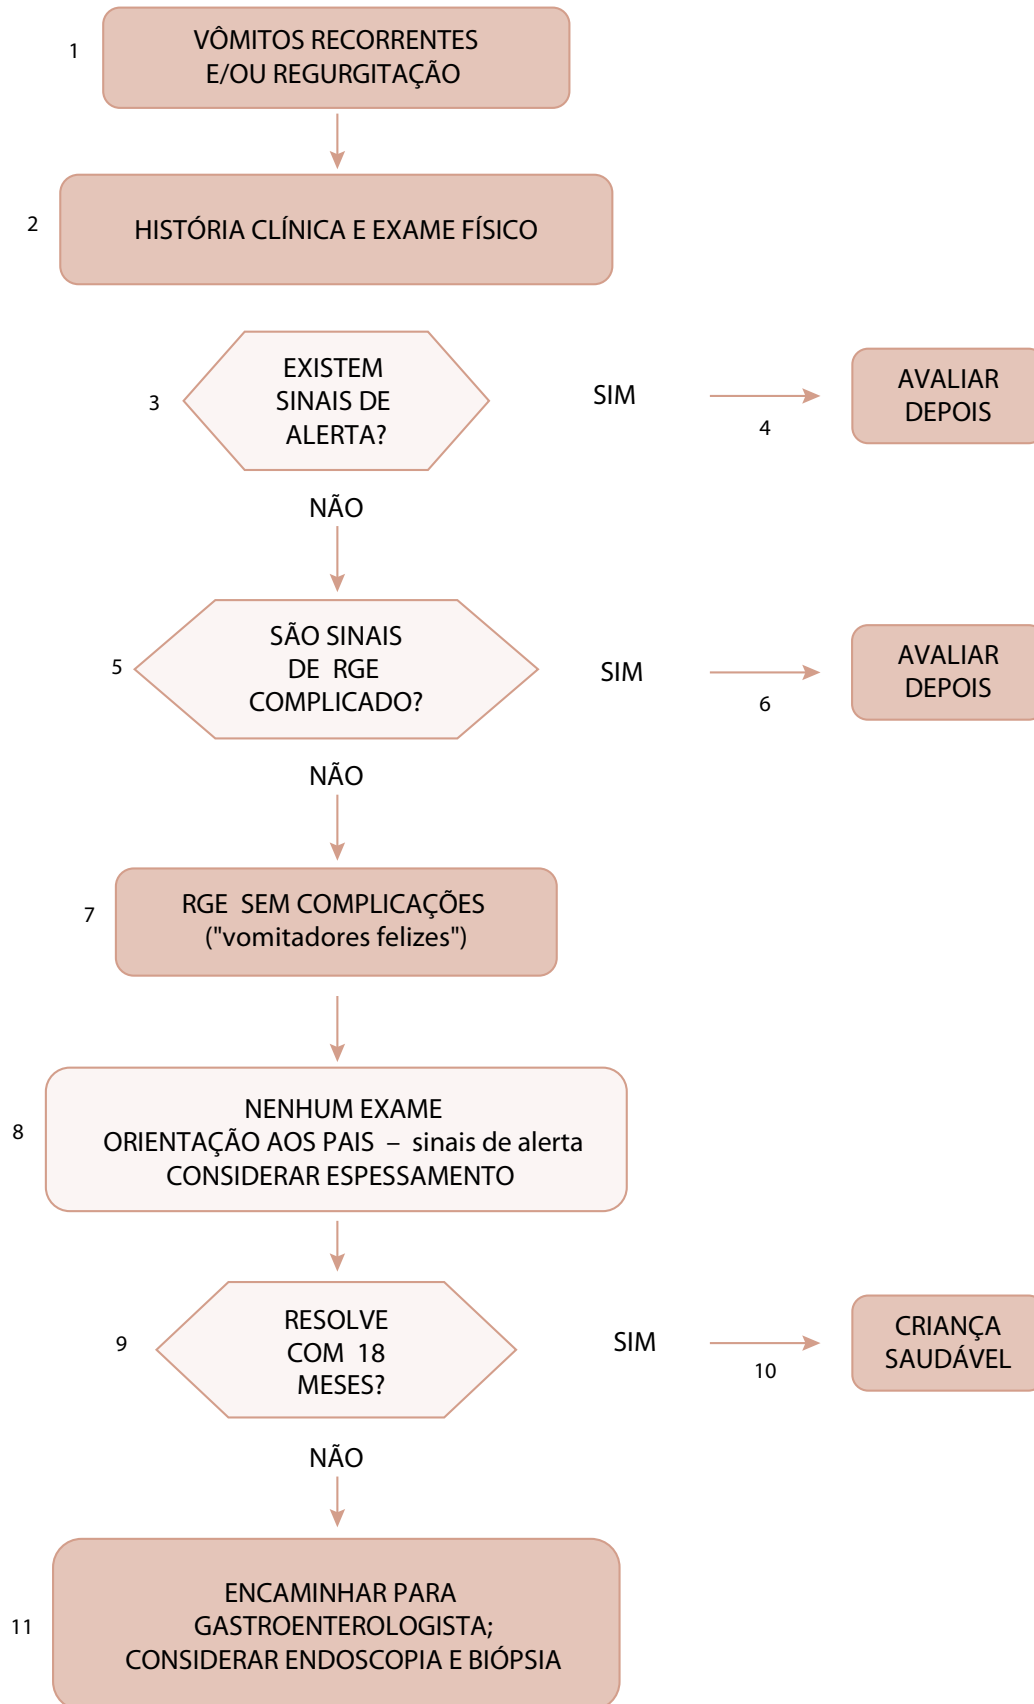 1
VÔMITOS RECORRENTES
E/OU REGURGITAÇÃO
2
HISTÓRIA CLÍNICA E EXAME FÍSICO
3
EXISTEM
SINAIS DE
ALERTA?
SIM
4
AVALIAR
DEPOIS
NÃO
5
SÃO SINAIS
DE RGE
COMPLICADO?
SIM
6
AVALIAR
DEPOIS
NÃO
7
RGE SEM COMPLICAÇÕES
("vomitadores felizes")
8
NENHUM EXAME
ORIENTAÇÃO AOS PAIS – sinais de alerta
CONSIDERAR ESPESSAMENTO
9
RESOLVE
COM 18
MESES?
SIM
10
CRIANÇA
SAUDÁVEL
NÃO
11
ENCAMINHAR PARA
GASTROENTEROLOGISTA;
CONSIDERAR ENDOSCOPIA E BIÓPSIA